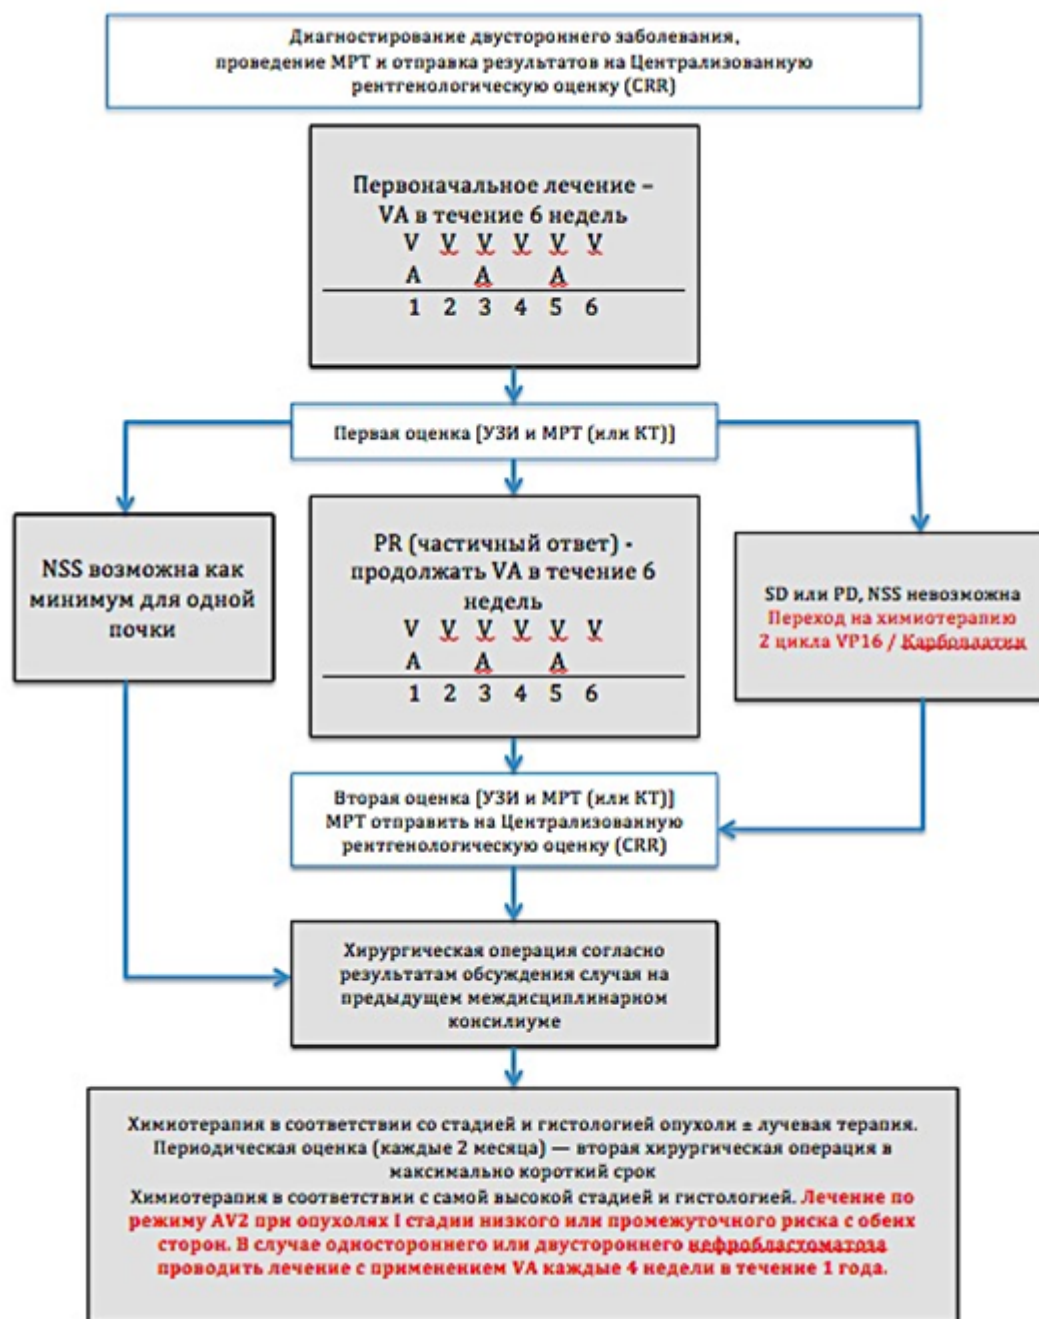 Диагностирование двустороннего заболевания,
проведение МРТ и отправка результатов на Централизованную
рентгенологическую оценку (CRR)
Первоначальное лечение –
VA в течение 6 недель
V V V V V V
A A A
1 2 3 4 5 6
Первая оценка [УЗИ и МРТ (или КТ)]
NSS возможна как
минимум для одной
почки
PR (частичный ответ) -
продолжать VA в течение 6
недель
V V V V V V
A A A
1 2 3 4 5 6
SD или PD, NSS невозможна
Переход на химиотерапию
2 цикла VP16 / Карбоплатин
Вторая оценка [УЗИ и МРТ (или КТ)]
МРТ отправить на Централизованную
рентгенологическую оценку (CRR)
Хирургическая операция согласно
результатам обсуждения случая на
предыдущем междисциплинарном
консилиуме
Химиотерапия в соответствии со стадией и гистологией опухоли ± лучевая терапия.
Периодическая оценка (каждые 2 месяца) — вторая хирургическая операция в
максимально короткий срок
Химиотерапия в соответствии с самой высокой стадией и гистологией. Лечение по
режиму AV2 при опухолях I стадии низкого или промежуточного риска с обеих
сторон. В случае одностороннего или двустороннего нефробластоматоза
проводить лечение с применением VA каждые 4 недели в течение 1 года.